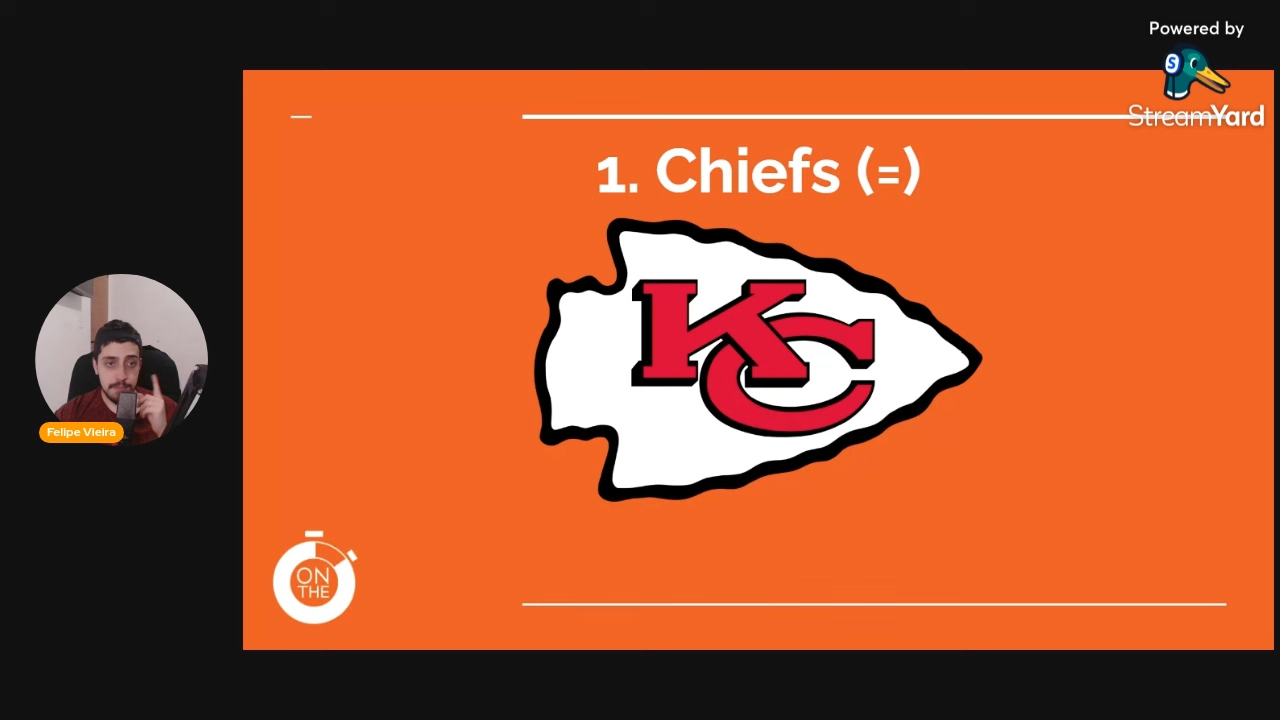 Powered by
StreamYard
1. Chiefs (=)
KC
Felipe Vieira
ON
THE